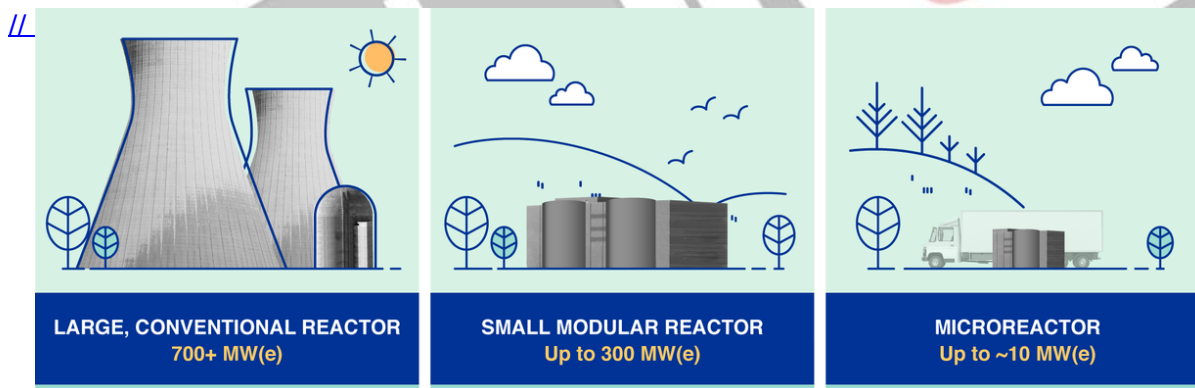 //
LARGE, CONVENTIONAL REACTOR
700+ MW(e)
SMALL MODULAR REACTOR
Up to 300 MW(e)
MICROREACTOR
Up to ~10 MW(e)